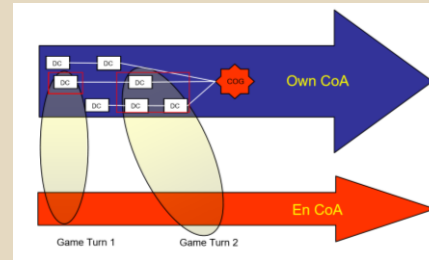 DC
DC
DC
DC
COG
Own CoA
DC
DC
DC
En CoA
Game Turn 1
Game Turn 2